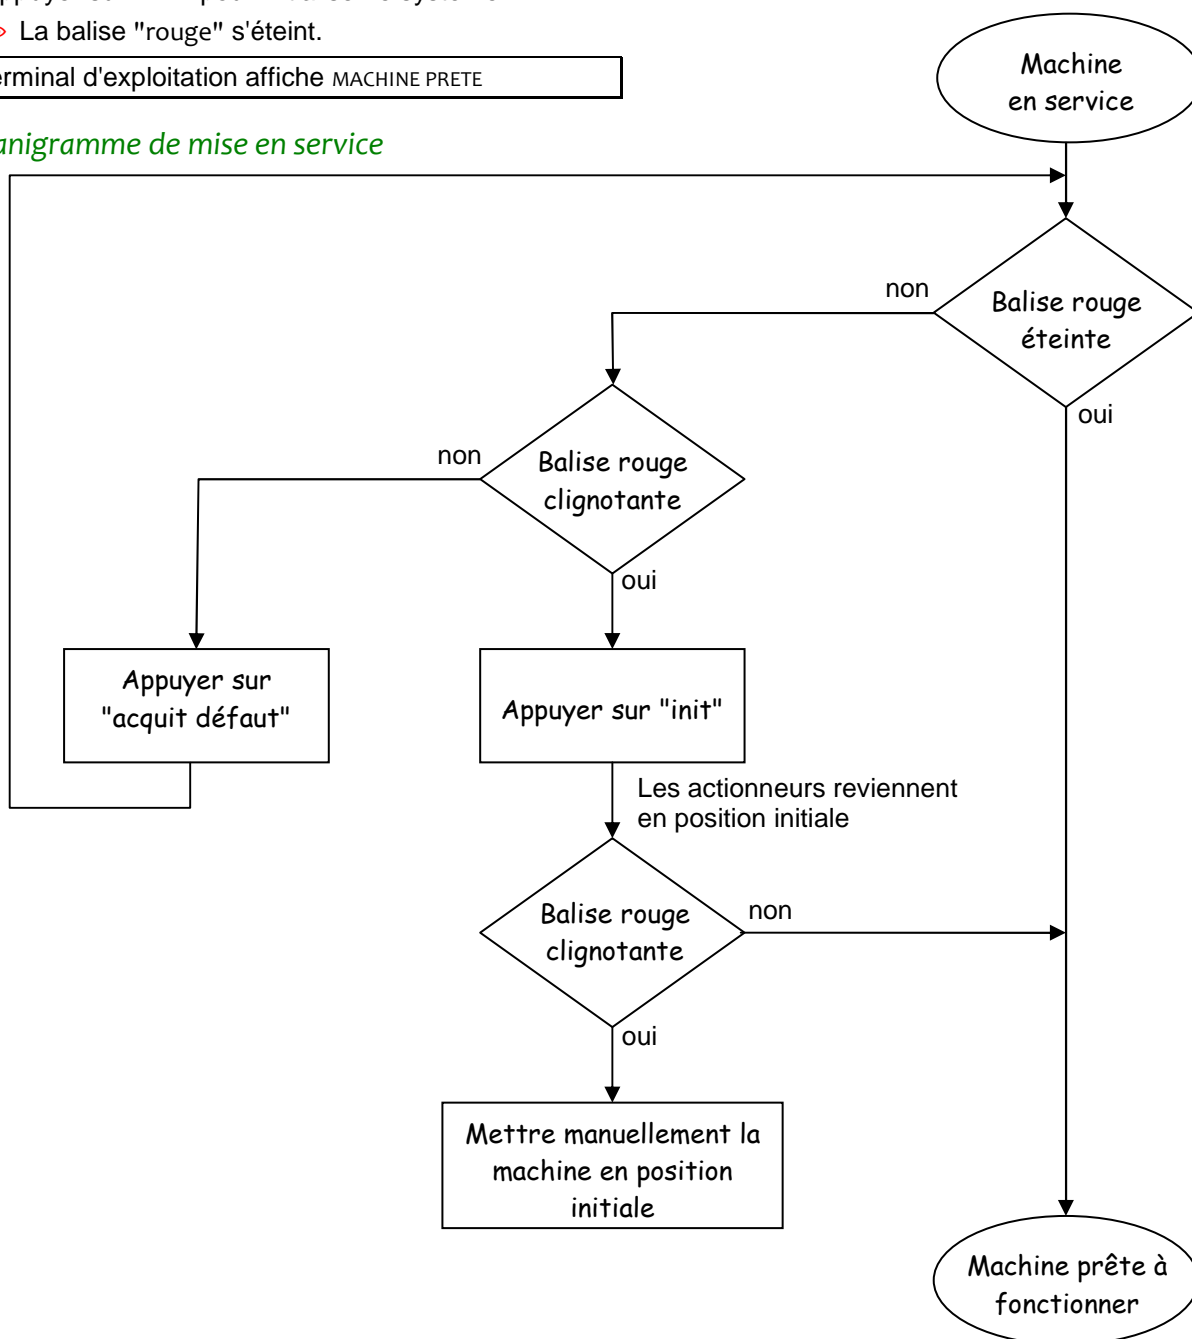 La balise "rouge" s'éteint.
d'exploitation affiche MACHINE PRETE
de mise en service
Machine
en service
Balise rouge
éteinte
non
oui
Balise rouge
clignotante
non
oui
Appuyer sur
"acquit défaut"
Appuyer sur "init"
Les actionneurs reviennent
en position initiale
Balise rouge
clignotante
non
oui
Mettre manuellement la
machine en position
initiale
Machine prête à
fonctionner